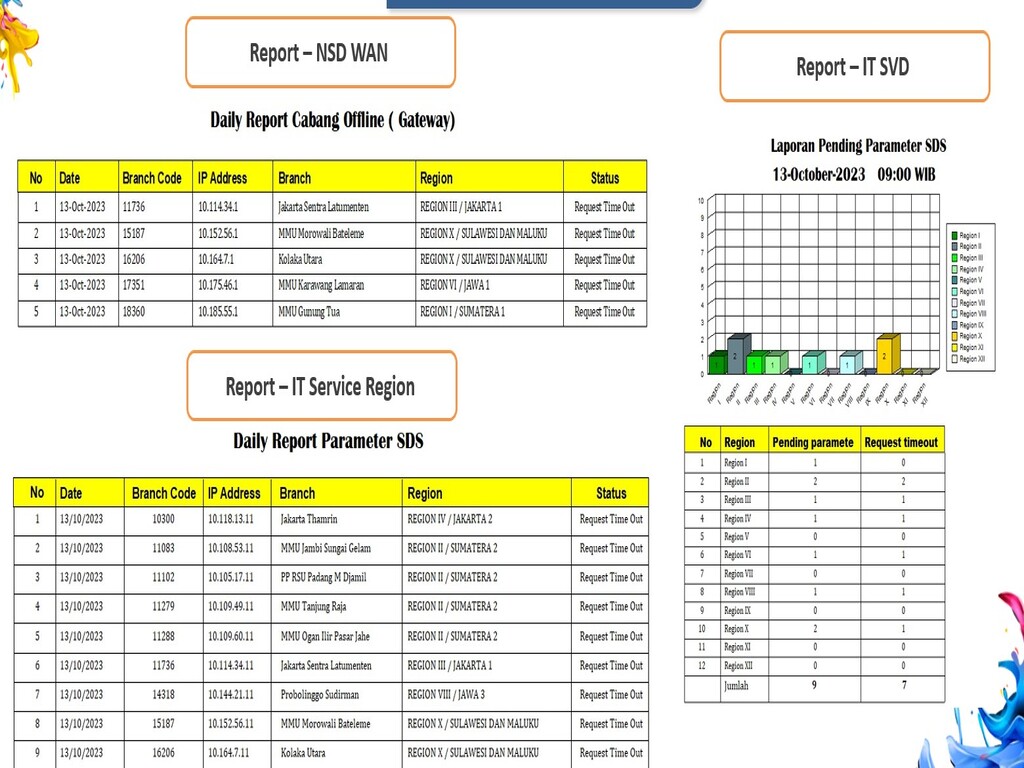 Report – NSD WAN
Daily Report Cabang Offline ( Gateway)
No Date Branch Code IP Address Branch Region Status
1 13-Oct-2023 11736 10.114.34.1 Jakarta Sentra Latumenten REGION III / JAKARTA 1 Request Time Out
2 13-Oct-2023 15187 10.152.56.1 MMU Morowali Bateleme REGION X / SULAWESI DAN MALUKU Request Time Out
3 13-Oct-2023 16206 10.164.7.1 Kolaka Utara REGION X / SULAWESI DAN MALUKU Request Time Out
4 13-Oct-2023 17351 10.175.46.1 MMU Karawang Lamaran REGION VI / JAWA 1 Request Time Out
5 13-Oct-2023 18360 10.185.55.1 MMU Gunung Tua REGION I / SUMATERA 1 Request Time Out
Report – IT Service Region
Daily Report Parameter SDS
No Date Branch Code IP Address Branch Region Status
1 13/10/2023 10300 10.118.13.11 Jakarta Thamrin REGION IV / JAKARTA 2 Request Time Out
2 13/10/2023 11083 10.108.53.11 MMU Jambi Sungai Gelam REGION II / SUMATERA 2 Request Time Out
3 13/10/2023 11102 10.105.17.11 PP RSU Padang M Djamil REGION II / SUMATERA 2 Request Time Out
4 13/10/2023 11279 10.109.49.11 MMU Tanjung Raja REGION II / SUMATERA 2 Request Time Out
5 13/10/2023 11288 10.109.60.11 MMU Ogan Ilir Pasar Jahe REGION II / SUMATERA 2 Request Time Out
6 13/10/2023 11736 10.114.34.11 Jakarta Sentra Latumenten REGION III / JAKARTA 1 Request Time Out
7 13/10/2023 14318 10.144.21.11 Probolinggo Sudirman REGION VIII / JAWA 3 Request Time Out
8 13/10/2023 15187 10.152.56.11 MMU Morowali Bateleme REGION X / SULAWESI DAN MALUKU Request Time Out
9 13/10/2023 16206 10.164.7.11 Kolaka Utara REGION X / SULAWESI DAN MALUKU Request Time Out
Report – IT SVD
Laporan Pending Parameter SDS
13-October-2023 09:00 WIB
10
9
8
7
6
5
4
3
2
1
0
1 2 1 1 1 1 2
Region I
Region II
Region III
Region IV
Region V
Region VI
Region VII
Region VIII
Region IX
Region X
Region XI
Region XII
Region I
Region II
Region III
Region IV
Region V
Region VI
Region VII
Region VIII
Region IX
Region X
Region XI
Region XII
No Region Pending paramete Request timeout
1 Region I 1 0
2 Region II 2 2
3 Region III 1 1
4 Region IV 1 1
5 Region V 0 0
6 Region VI 1 1
7 Region VII 0 0
8 Region VIII 1 1
9 Region IX 0 0
10 Region X 2 1
11 Region XI 0 0
12 Region XII 0 0
Jumlah 9 7